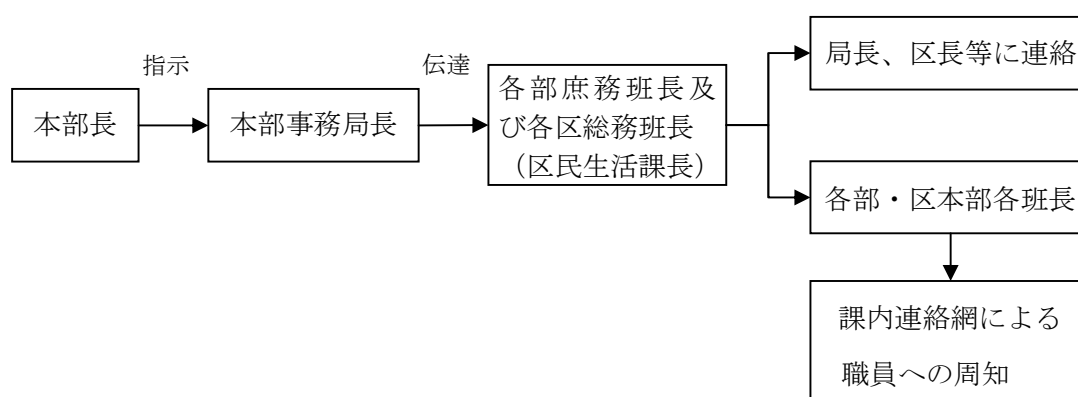 指示
伝達
本部長
本部事務局長
各部庶務班長及
び各区総務班長
（区民生活課長）
局長、区長等に連絡
各部・区本部各班長
課内連絡網による
職員への周知